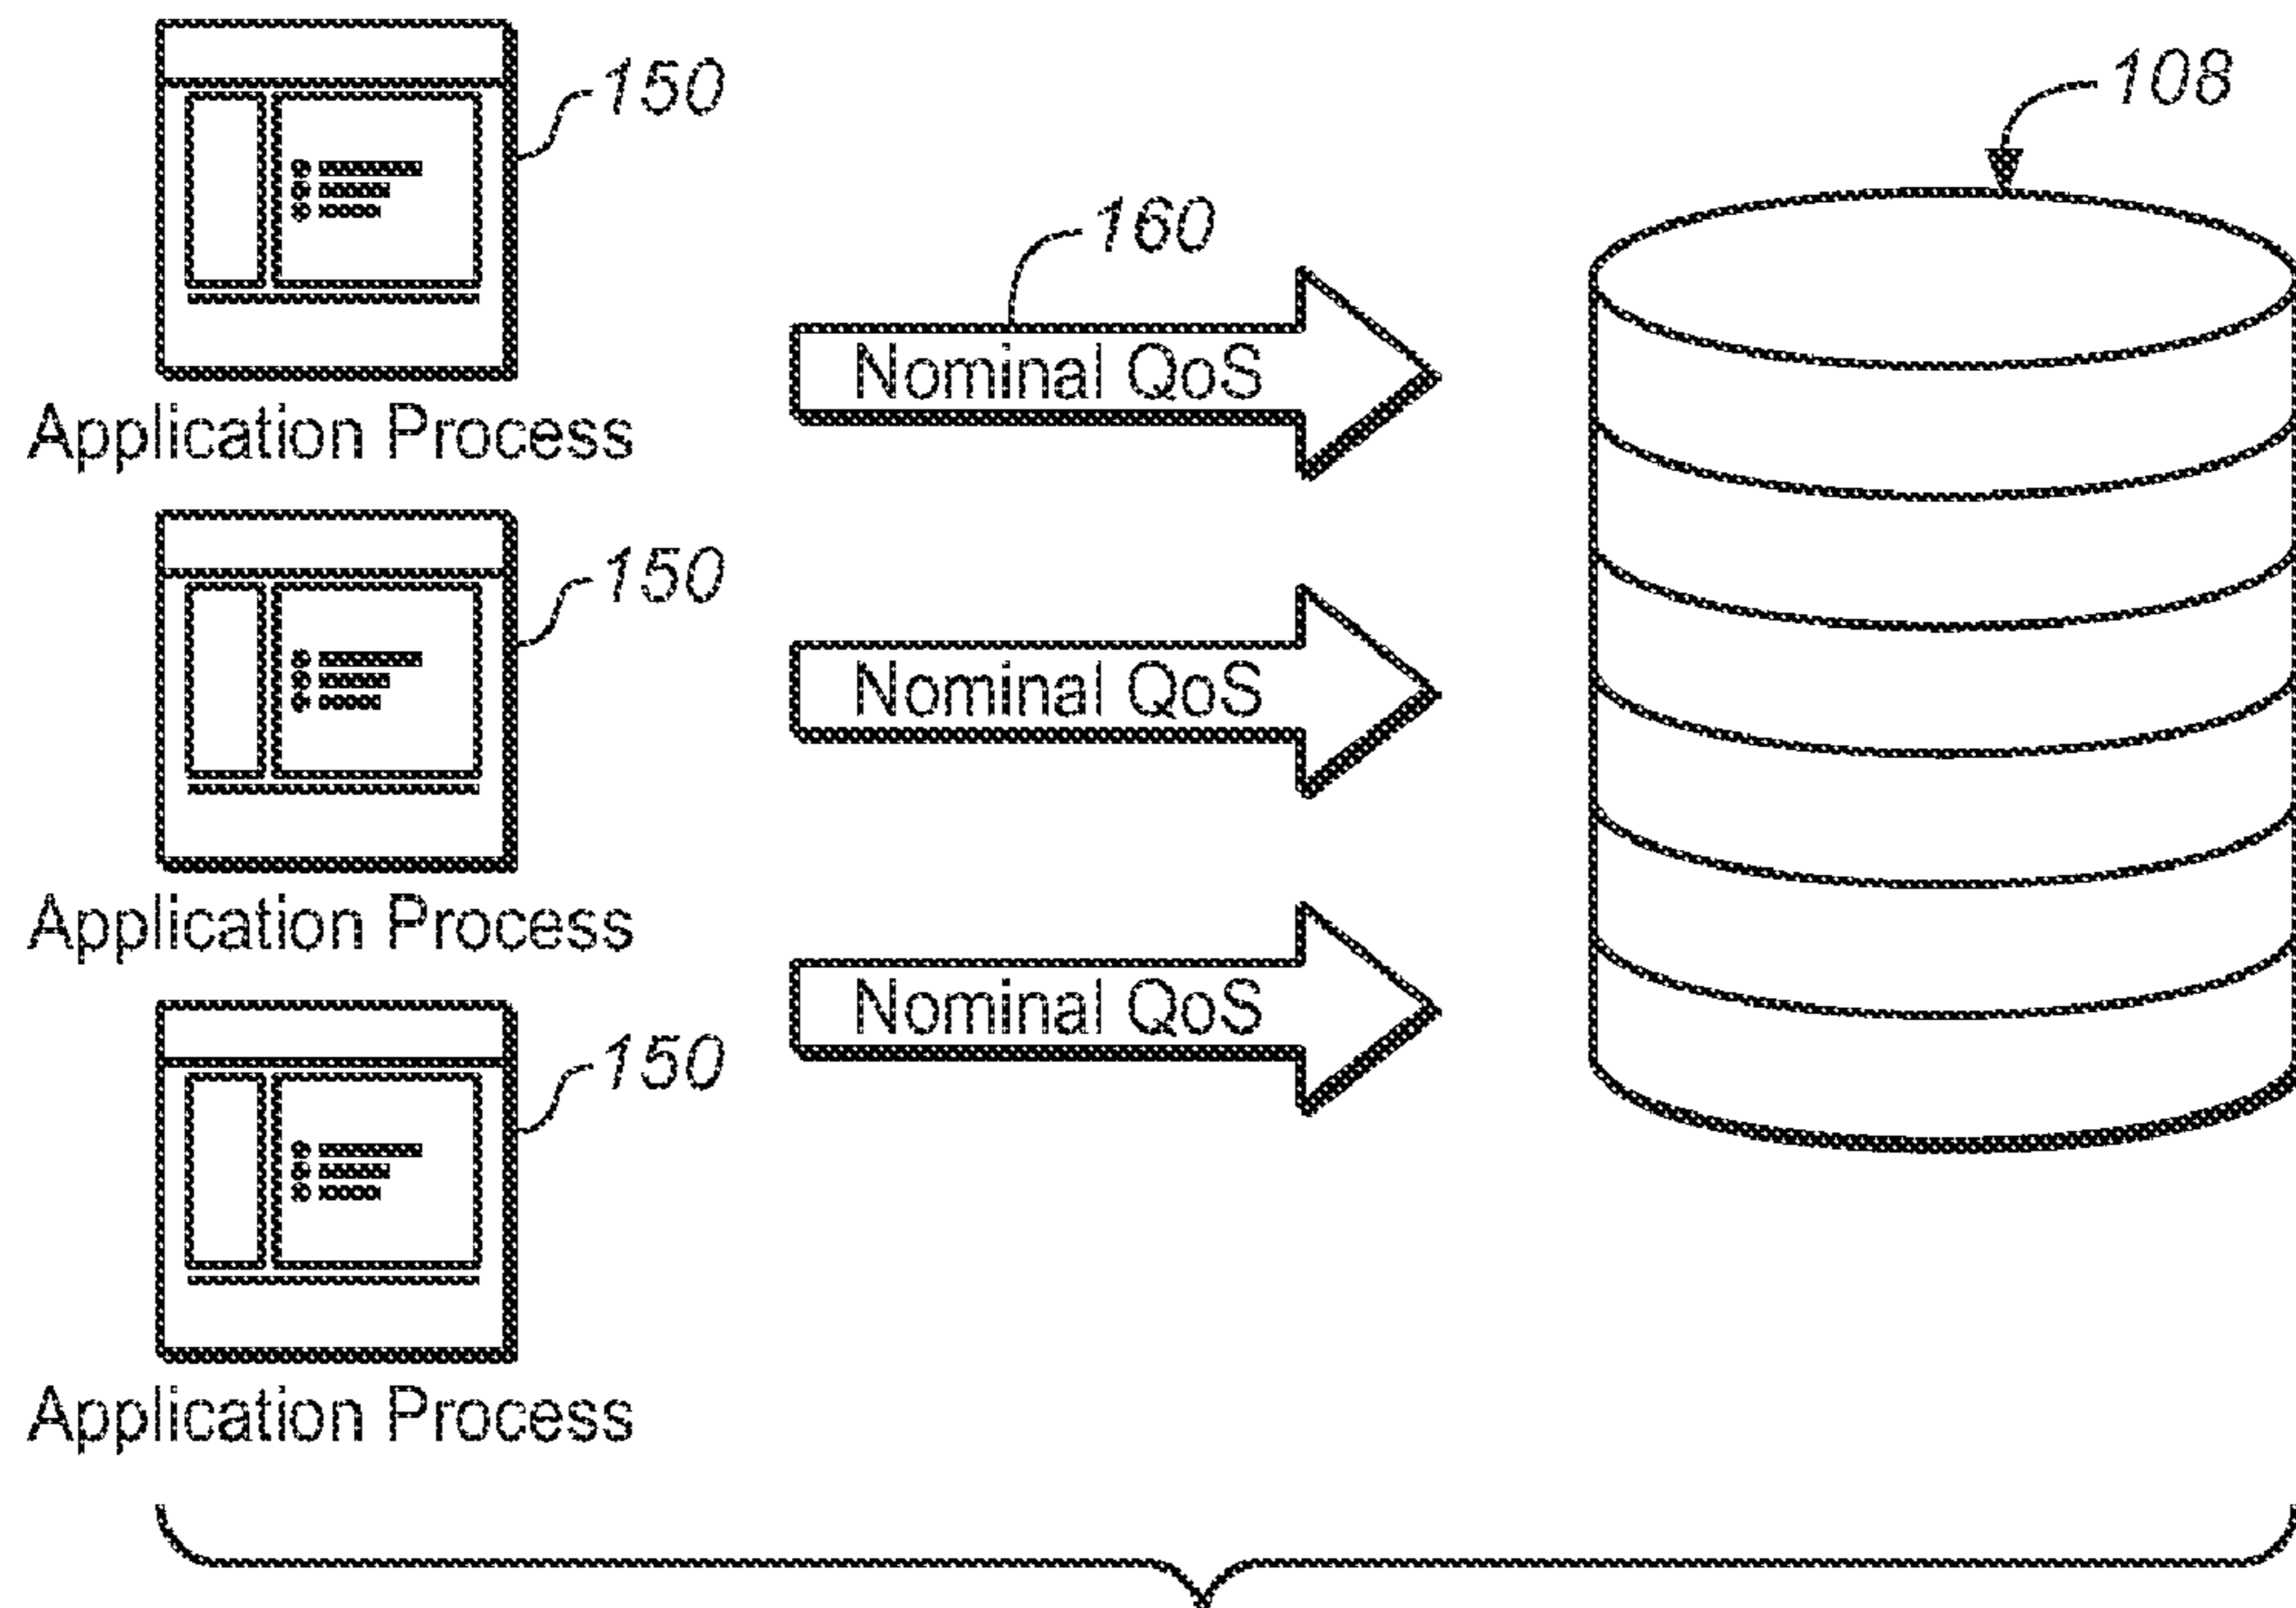 150
108
160
Nominal QoS
Application Process
150
Nominal QoS
Application Process
Nominal QoS
150
Application Process